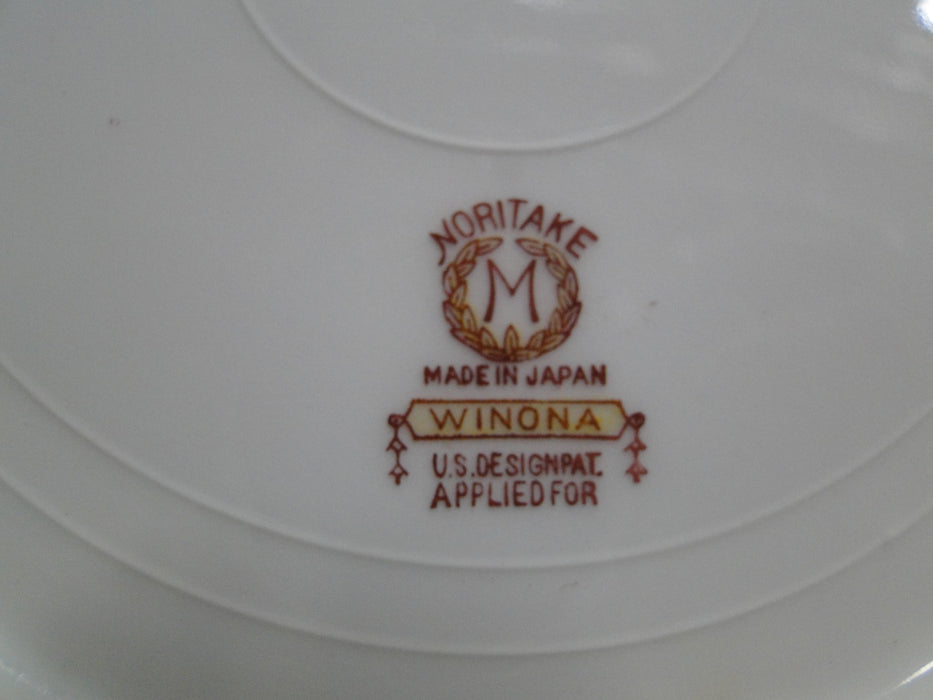 NORITAKE
M
MADE IN JAPAN
WINONA
U.S. DESIGN PAT.
APPLIED FOR